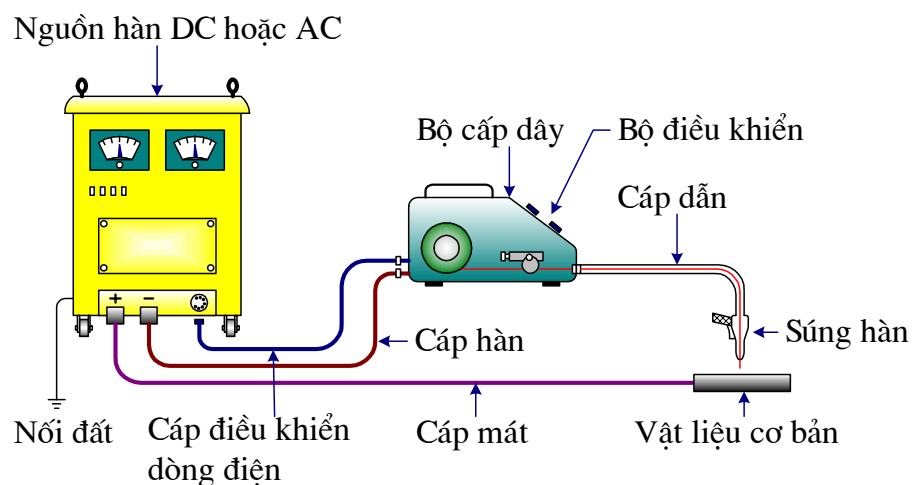 Nguồn hàn DC hoặc AC
Bộ cấp dây
Bộ điều khiển
Cáp dẫn
+ −
Cáp hàn
Súng hàn
Nối đất
Cáp điều khiển
dòng điện
Cáp mát
Vật liệu cơ bản